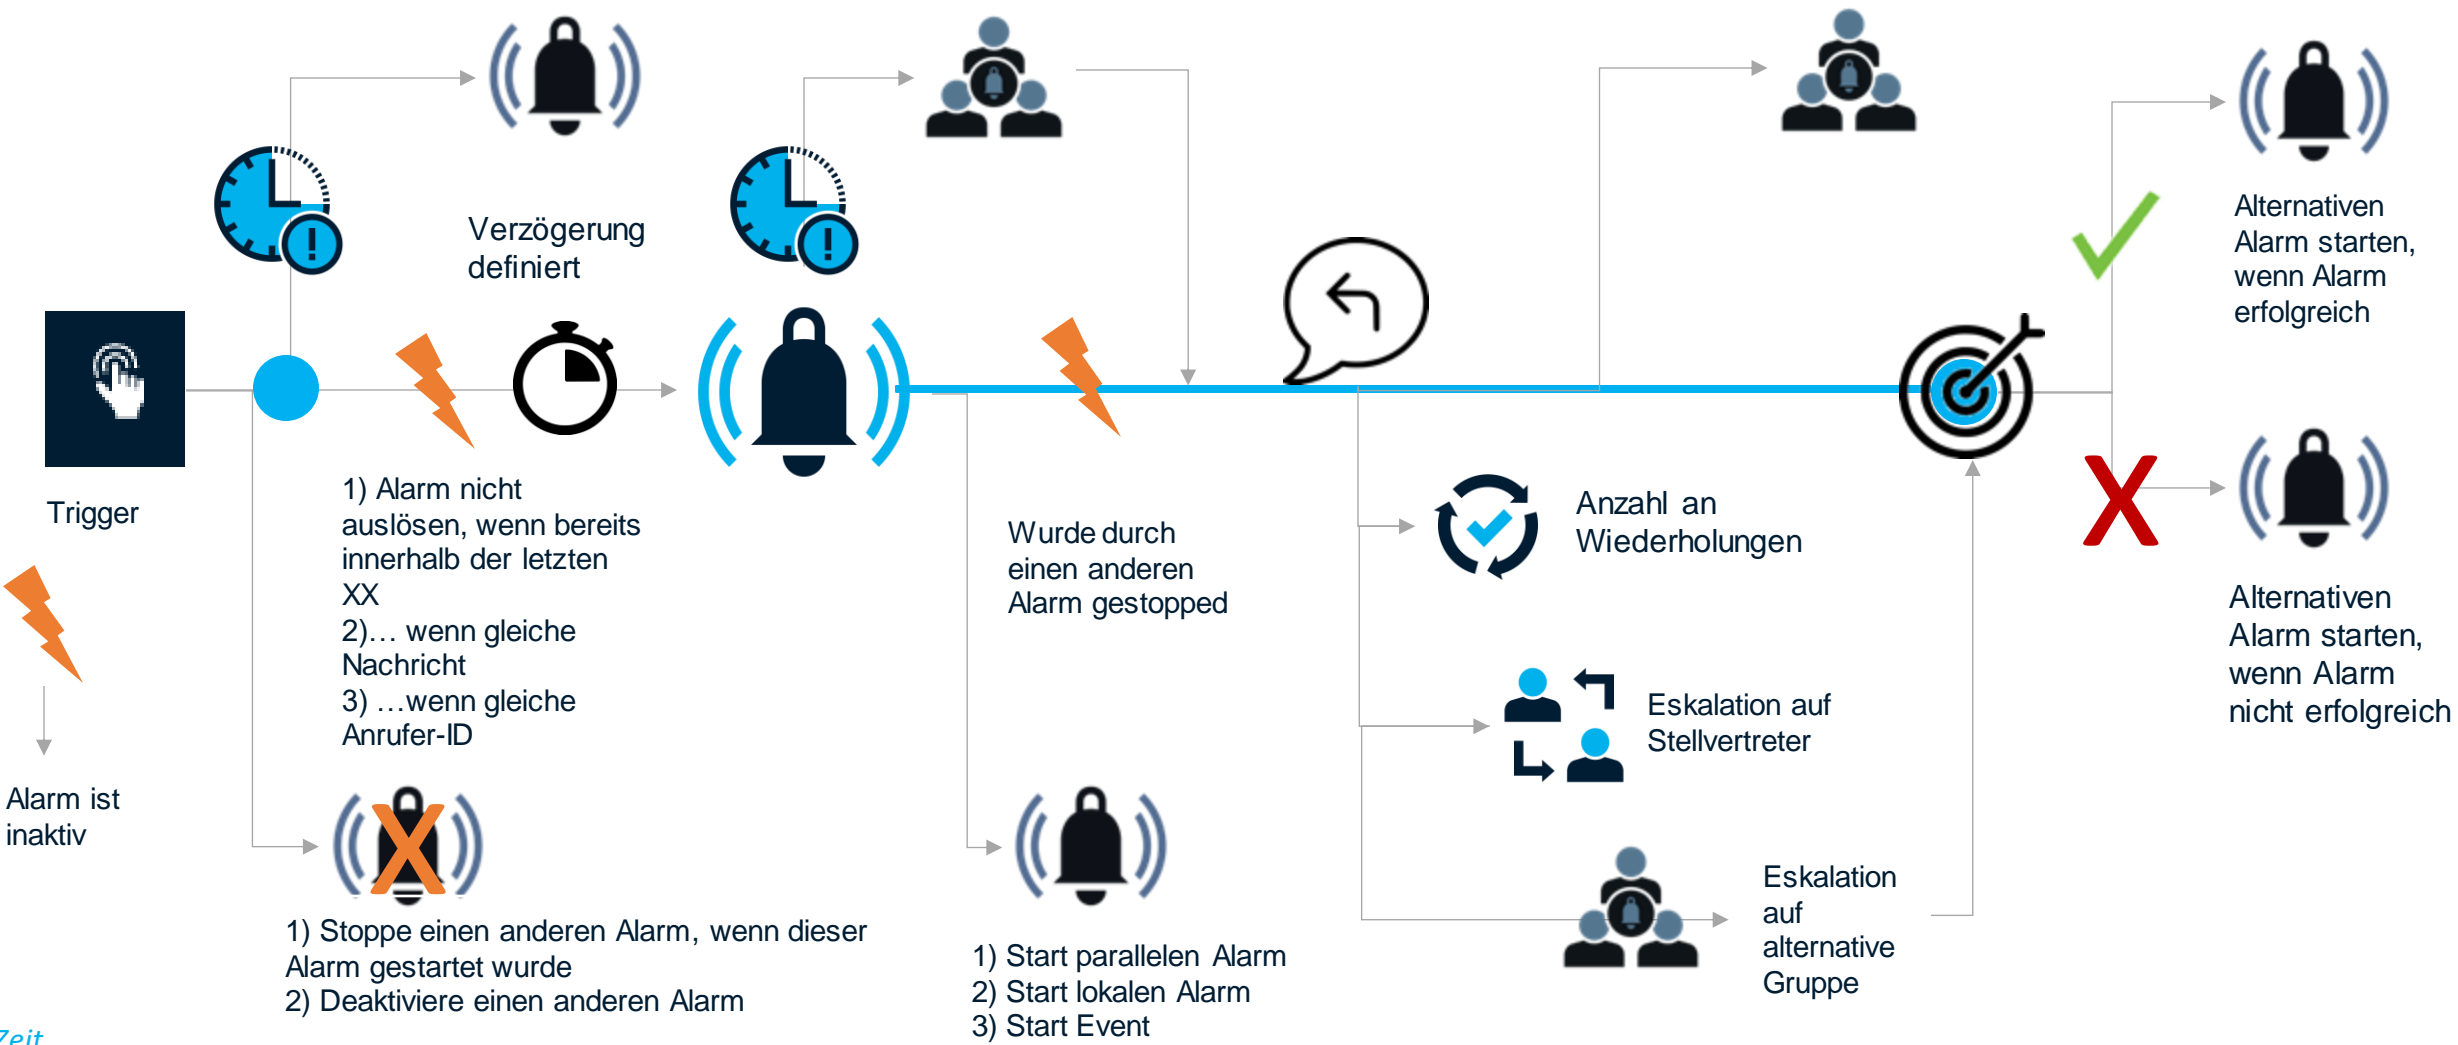 Verzögerung
definiert
Alternativen
Alarm starten,
wenn Alarm
erfolgreich
Trigger
1) Alarm nicht
auslösen, wenn bereits
innerhalb der letzten
XX
2)… wenn gleiche
Nachricht
3) …wenn gleiche
Anrufer-ID
Wurde durch
einen anderen
Alarm gestopped
Anzahl an
Wiederholungen
Alternativen
Alarm starten,
wenn Alarm
nicht erfolgreich
Eskalation auf
Stellvertreter
Alarm ist
inaktiv
Eskalation
auf
alternative
Gruppe
1) Stoppe einen anderen Alarm, wenn dieser
Alarm gestartet wurde
2) Deaktiviere einen anderen Alarm
1) Start parallelen Alarm
2) Start lokalen Alarm
3) Start Event
Zeit